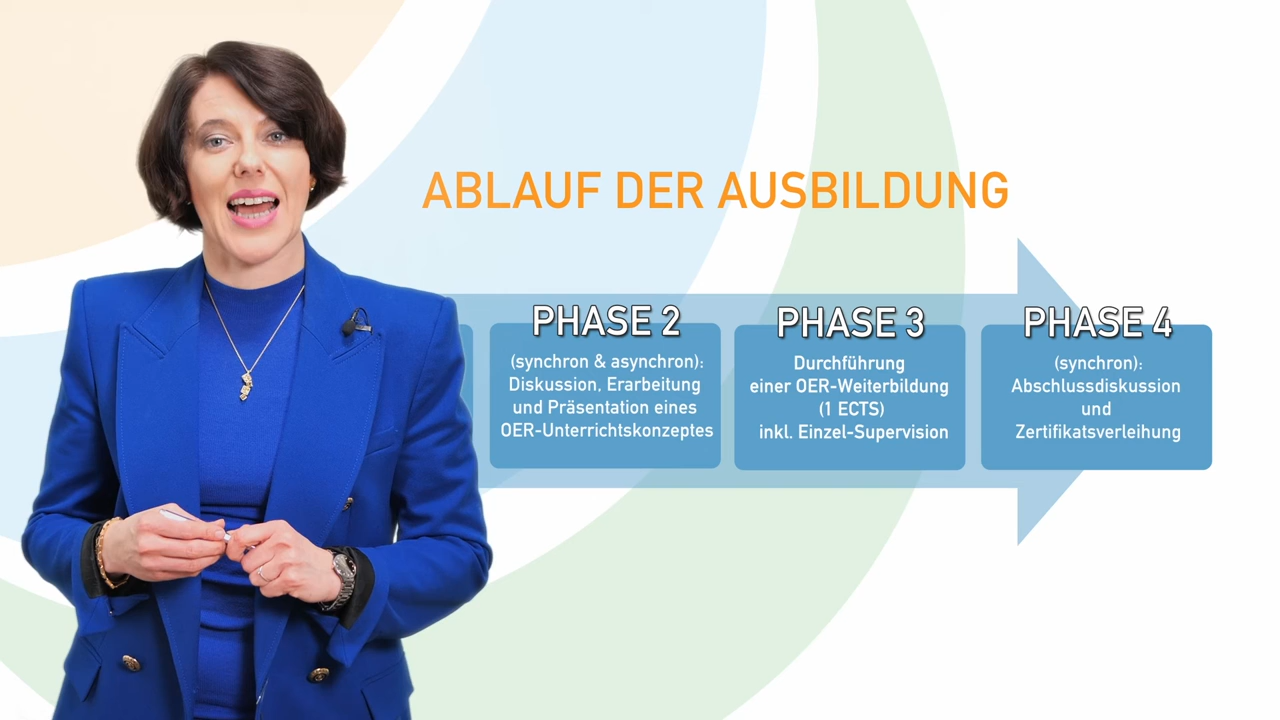 ABLAUF DER AUSBILDUNG
PHASE 2
(synchron & asynchron):
Diskussion, Erarbeitung
und Präsentation eines
OER-Unterrichtskonzeptes
PHASE 3
Durchführung
einer OER-Weiterbildung
(1 ECTS)
inkl. Einzel-Supervision
PHASE 4
(synchron):
Abschlussdiskussion
und
Zertifikatsverleihung